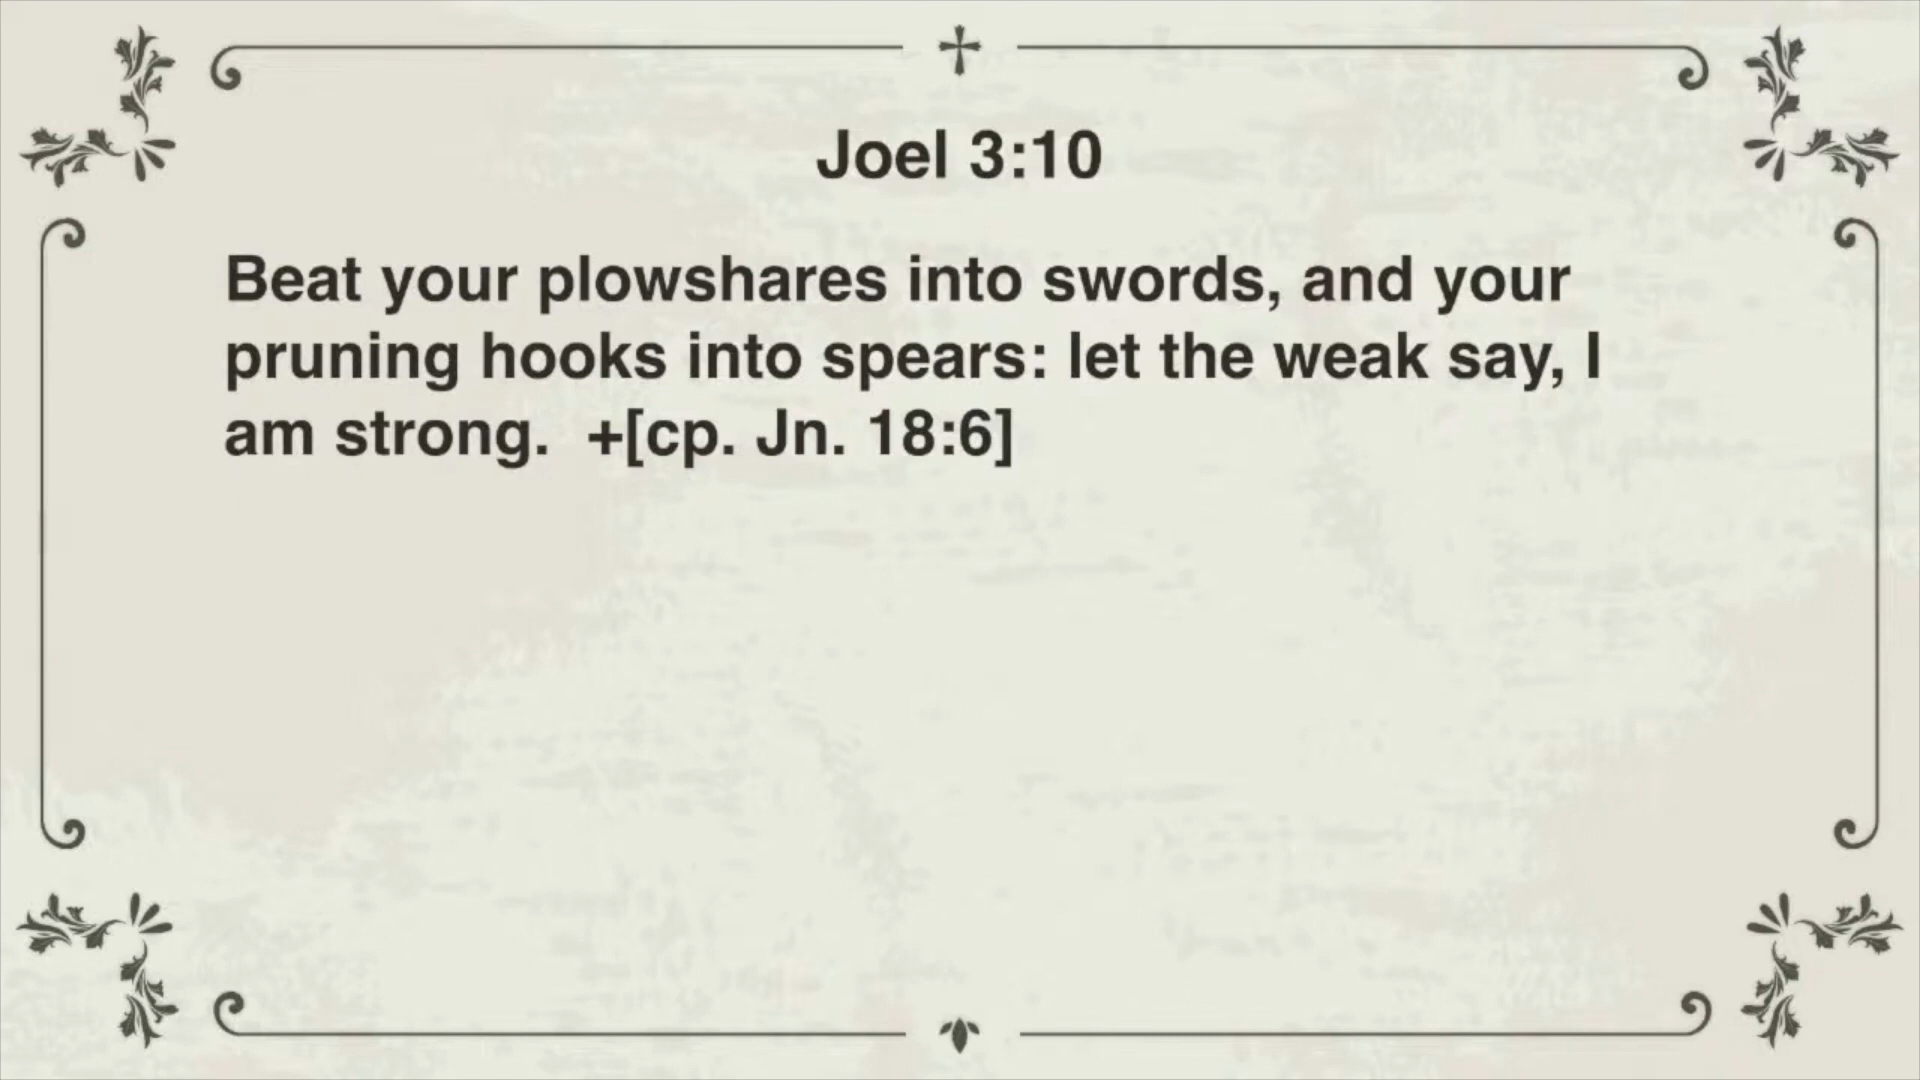 Joel 3:10
Beat your plowshares into swords, and your
pruning hooks into spears: let the weak say, I
am strong.  +[cp. Jn. 18:6]